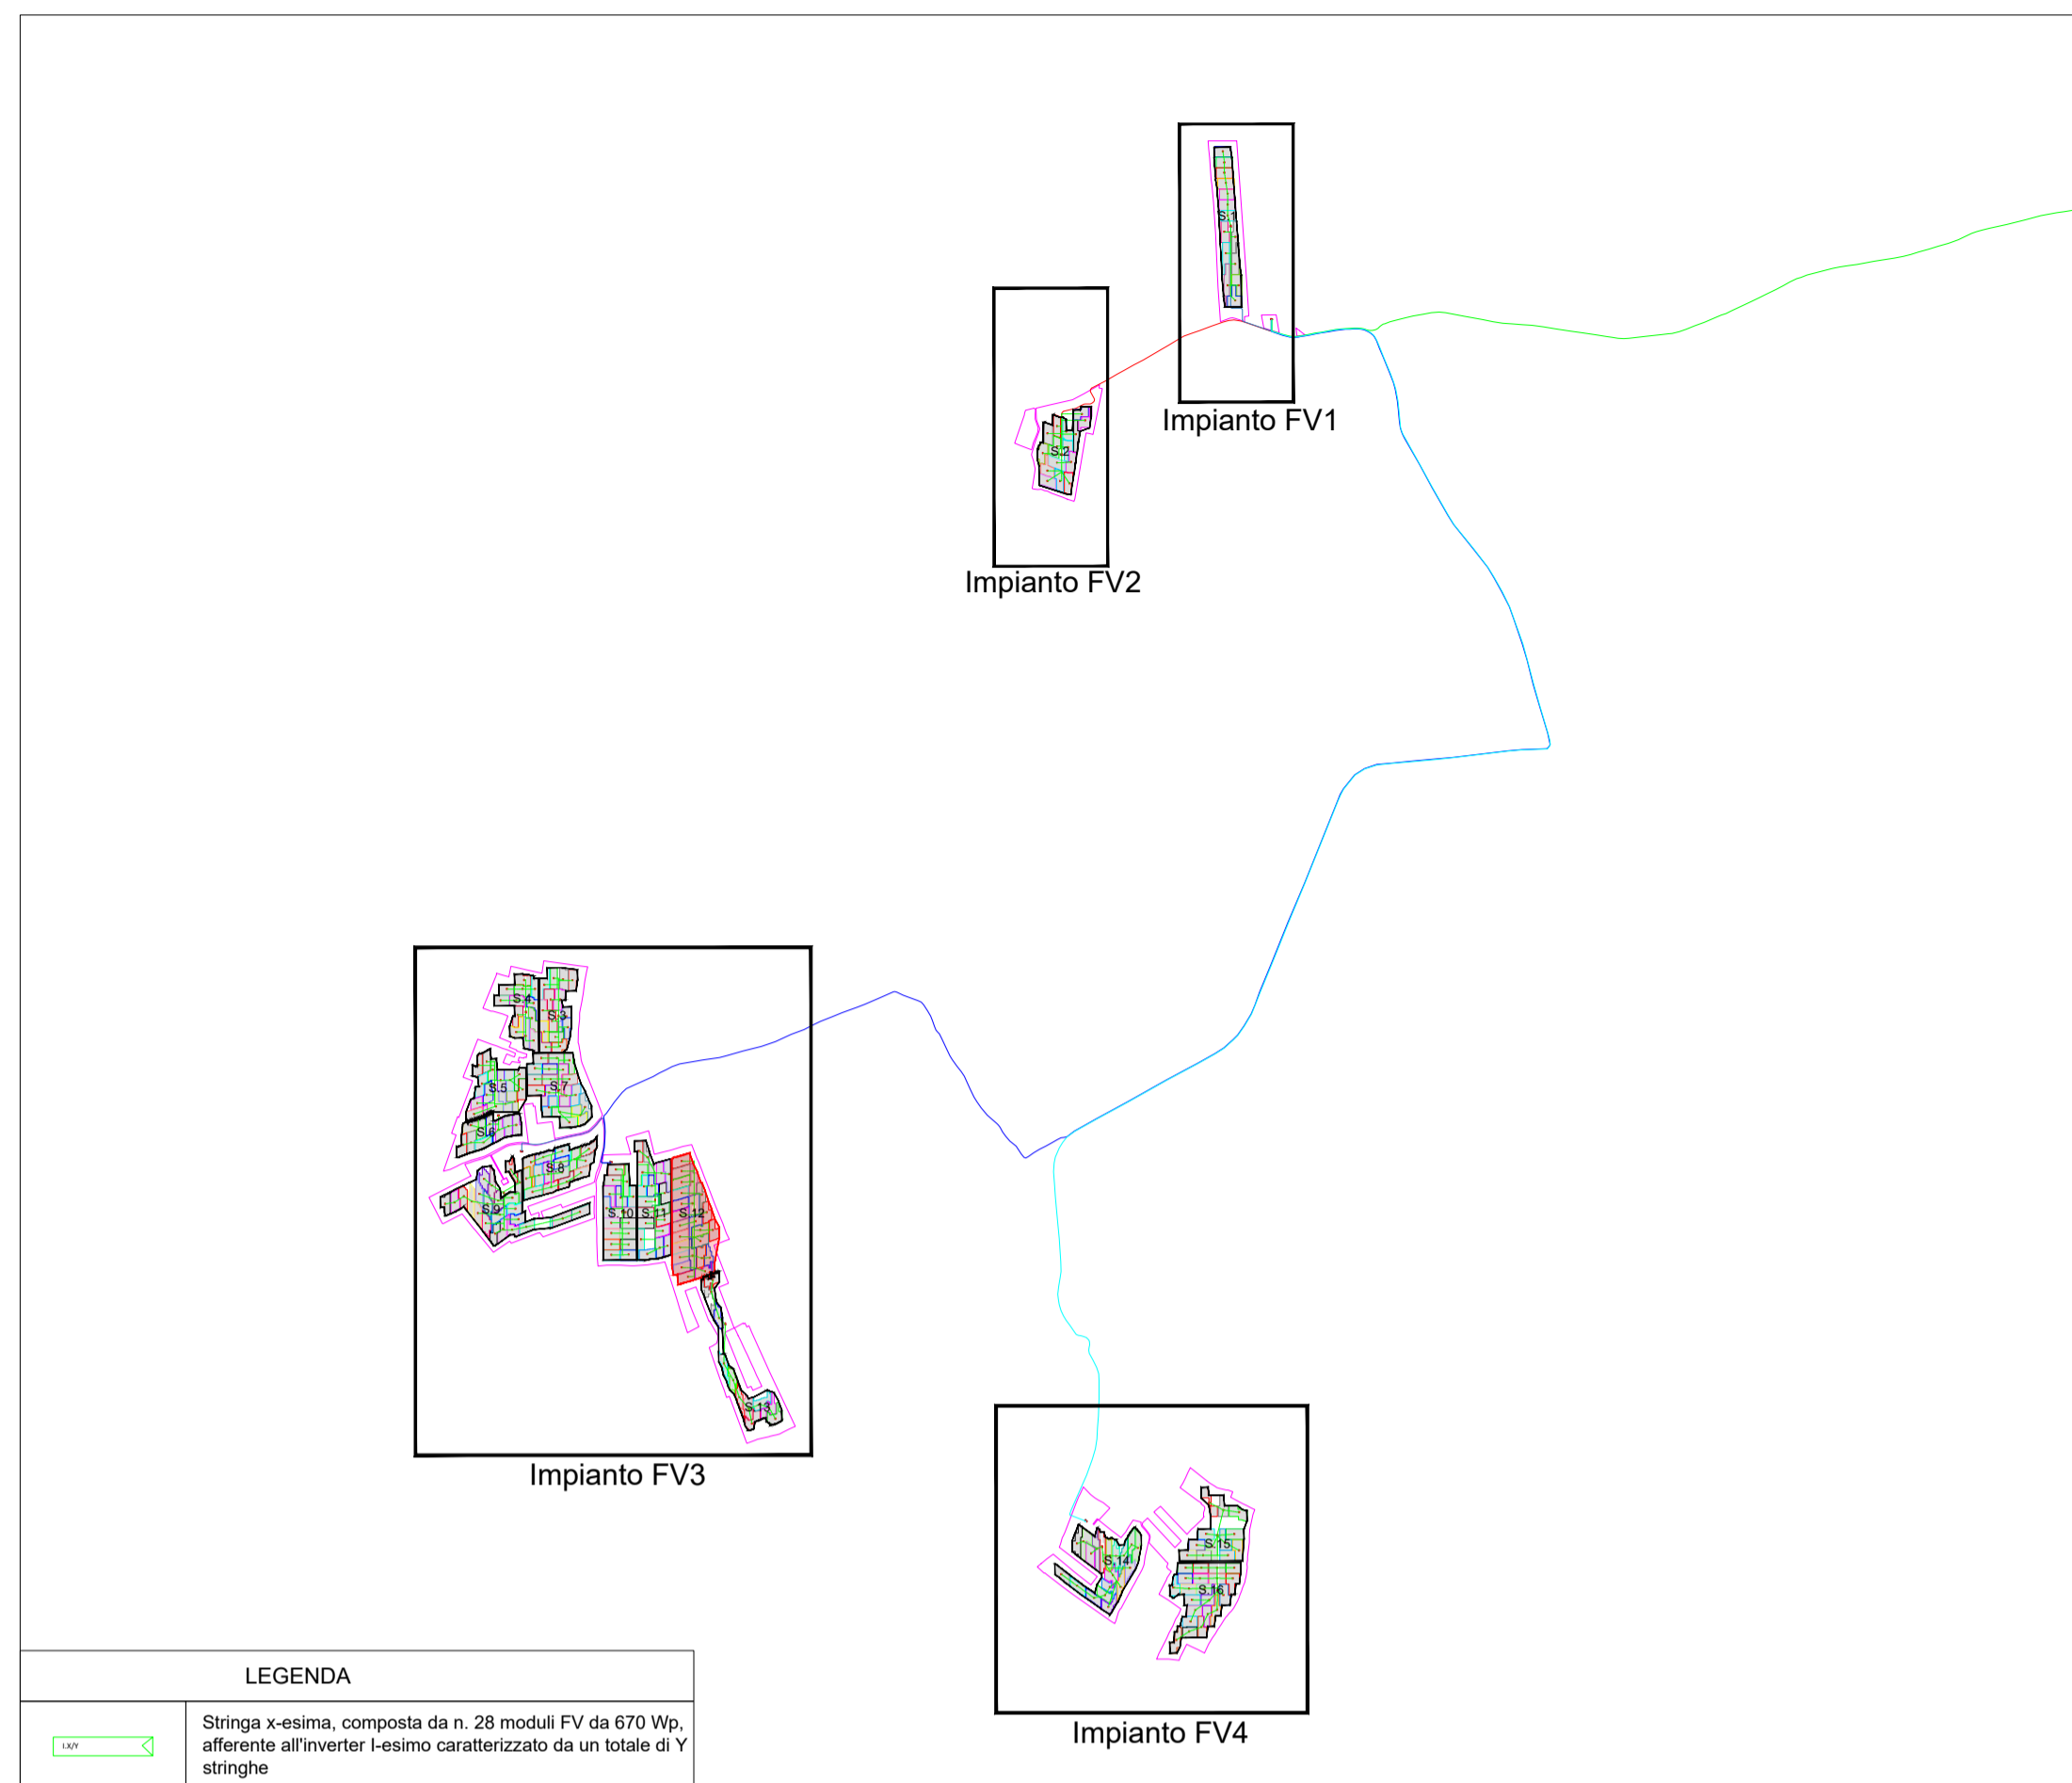 S.1
Impianto FV1
S.2
Impianto FV2
S.4
S.3
S.5
S.7
S.6
S.8
S.9
S.10
S.11
S.12
S.13
Impianto FV3
S.14
S.15
S.16
Impianto FV4
LEGENDA
I.X/Y
Stringa x-esima, composta da n. 28 moduli FV da 670 Wp,
afferente all'inverter I-esimo caratterizzato da un totale di Y
stringhe